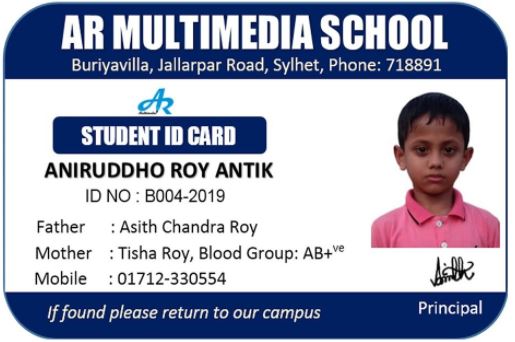 AR MULTIMEDIA SCHOOL
Buriyavilla, Jallarpar Road, Sylhet, Phone: 718891
AR
STUDENT ID CARD
ANIRUDDHO ROY ANTIK
ID NO : B004-2019
Father : Asith Chandra Roy
Mother : Tisha Roy, Blood Group: AB+ve
Mobile : 01712-330554
If found please return to our campus
Principal